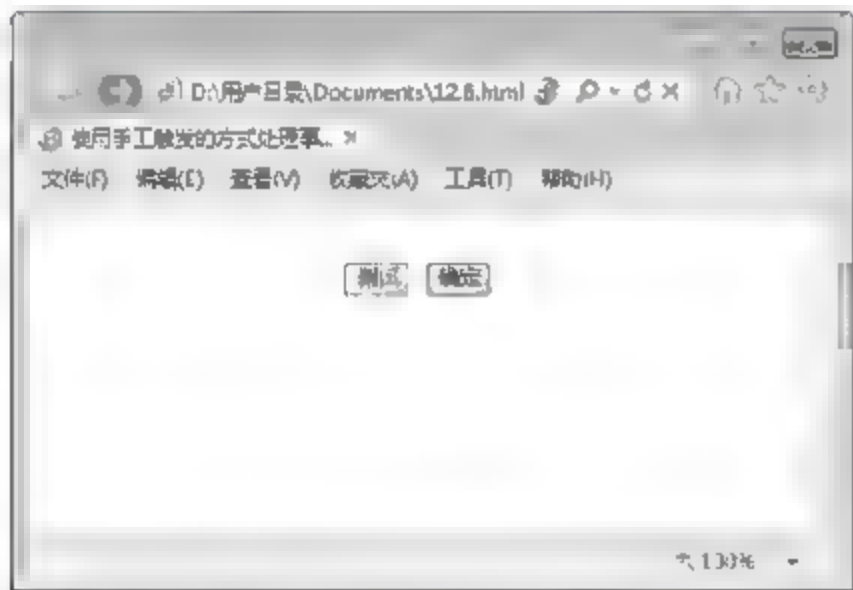 D:\用户目录\Documents\12.6.html
使用手工触发的方式处理事...
文件(F) 编辑(E) 查看(V) 收藏夹(A) 工具(T) 帮助(H)
测试 确定
100%